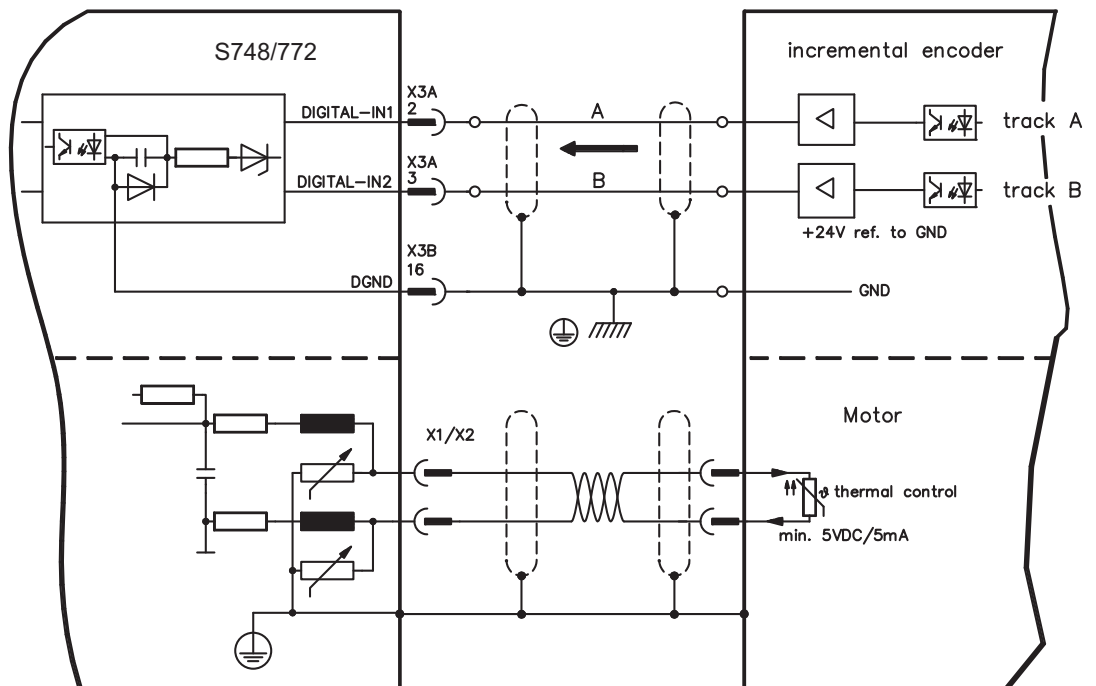 S748/772
incremental encoder
X3A
2
DIGITAL-IN1
A
track A
X3A
3
DIGITAL-IN2
B
track B
+24V ref. to GND
X3B
16
DGND
GND
Motor
X1/X2
ϑ thermal control
min. 5VDC/5mA